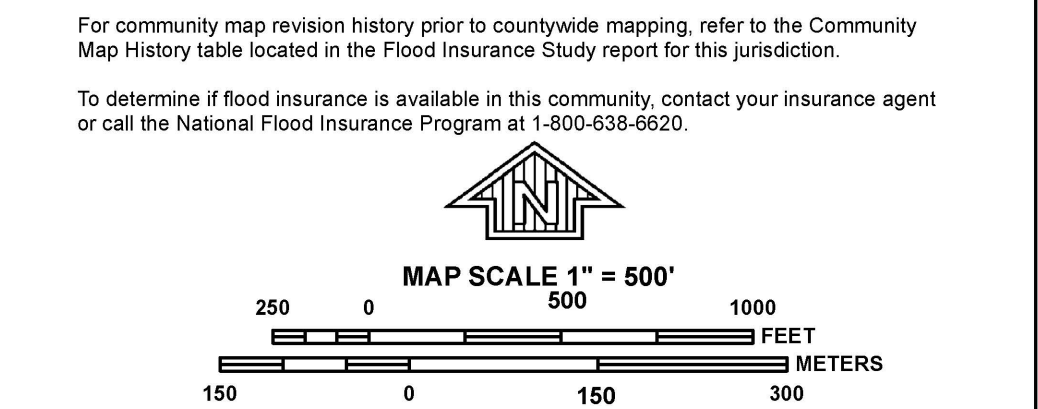 For community map revision history prior to countywide mapping, refer to the Community
Map History table located in the Flood Insurance Study report for this jurisdiction.
To determine if flood insurance is available in this community, contact your insurance agent
or call the National Flood Insurance Program at 1-800-638-6620.
N
MAP SCALE 1" = 500'
250 0 500 1000
FEET
METERS
150 0 150 300